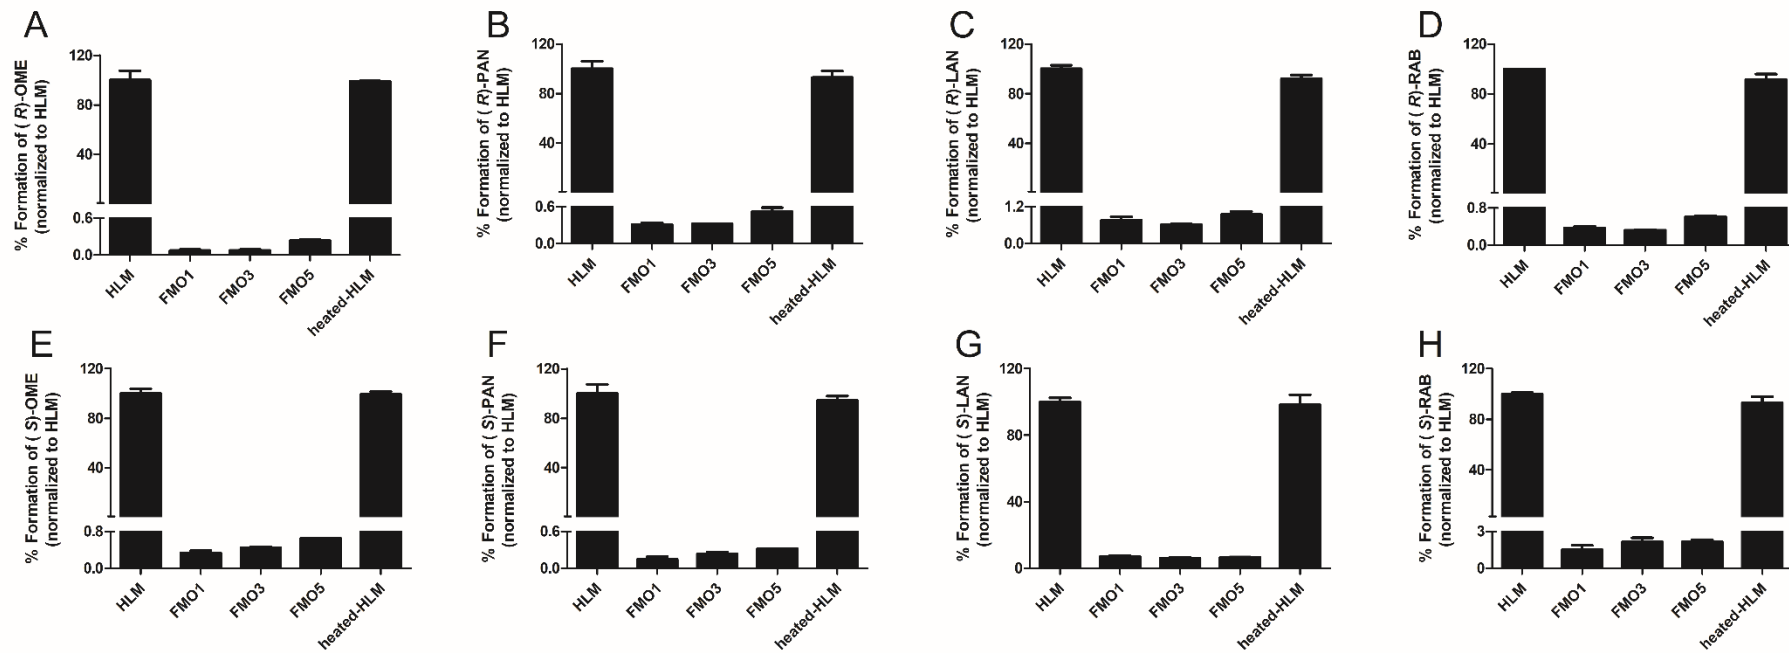 A
% Formation of (R)-OME
(normalized to HLM)
120
80
40
0.6
0.0
HLM
FMO1
FMO3
FMO5
heated-HLM
B
% Formation of (R)-PAN
(normalized to HLM)
120
80
40
0.6
0.0
HLM
FMO1
FMO3
FMO5
heated-HLM
C
% Formation of (R)-LAN
(normalized to HLM)
120
80
40
1.2
0.0
HLM
FMO1
FMO3
FMO5
heated-HLM
D
% Formation of (R)-RAB
(normalized to HLM)
120
80
40
0.8
0.0
HLM
FMO1
FMO3
FMO5
heated-HLM
E
% Formation of (S)-OME
(normalized to HLM)
120
80
40
0.8
0.0
HLM
FMO1
FMO3
FMO5
heated-HLM
F
% Formation of (S)-PAN
(normalized to HLM)
120
80
40
0.6
0.0
HLM
FMO1
FMO3
FMO5
heated-HLM
G
% Formation of (S)-LAN
(normalized to HLM)
120
80
40
0
HLM
FMO1
FMO3
FMO5
heated-HLM
H
% Formation of (S)-RAB
(normalized to HLM)
120
80
40
3
0
HLM
FMO1
FMO3
FMO5
heated-HLM